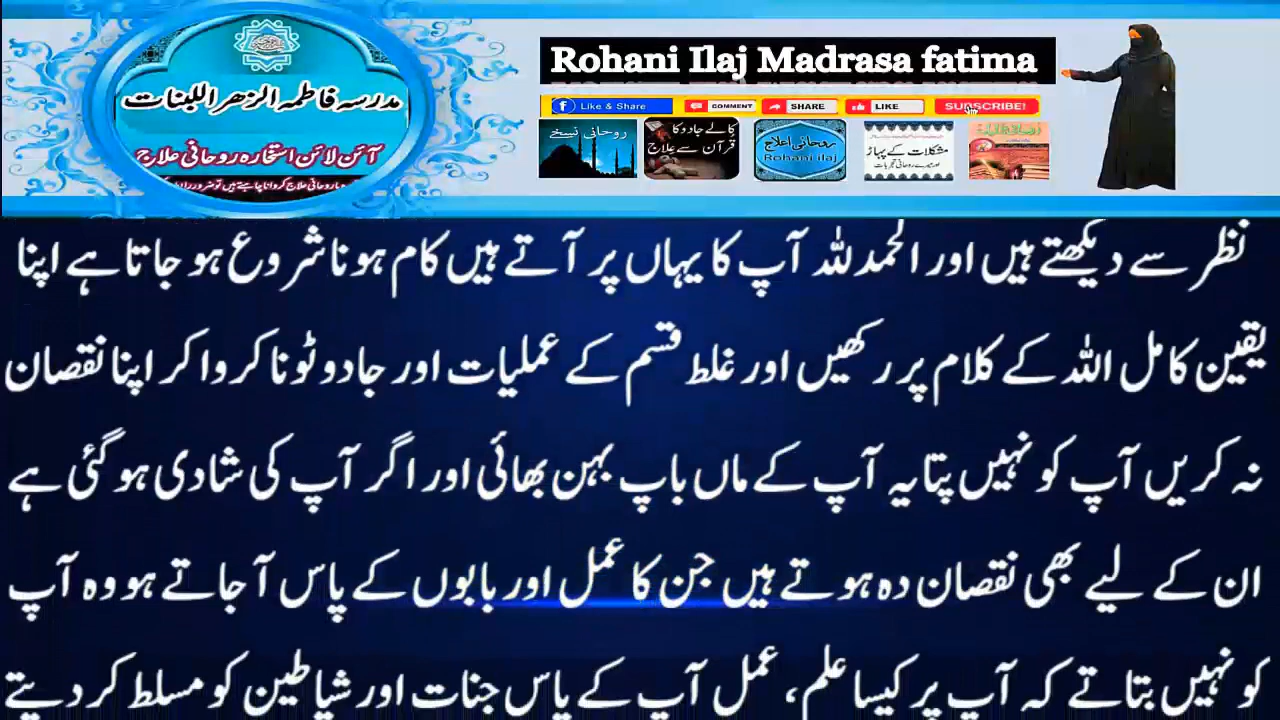 مدرسہ فاطمہ الزھراللبنات
آئن لائن استخارہ روحانی علاج
Rohani Ilaj Madrasa fatima
Like & Share
COMMENT
SHARE
LIKE
SUBSCRIBE!
روحانی نسخے
کالے جادو کا
قرآن سے علاج
روحانی علاج
Rohani ilaj
مشکلات کے پہاڑ
نظر سے دیکھتے ہیں اور الحمدللہ آپ کا یہاں پر آتے ہیں کام ہونا شروع ہو جاتا ہے اپنا
یقین کامل اللہ کے کلام پر رکھیں اور غلط قسم کے عملیات اور جادو ٹونا کروا کر اپنا نقصان
نہ کریں آپ کو نہیں پتا یہ آپ کے ماں باپ بہن بھائی اور اگر آپ کی شادی ہو گئی ہے
ان کے لیے بھی نقصان دہ ہوتے ہیں جن کا عمل اور بابوں کے پاس آ جاتے ہو وہ آپ
کو نہیں بتاتے کہ آپ پر کیسا علم، عمل آپ کے پاس جنات اور شیاطین کو مسلط کر دیتے